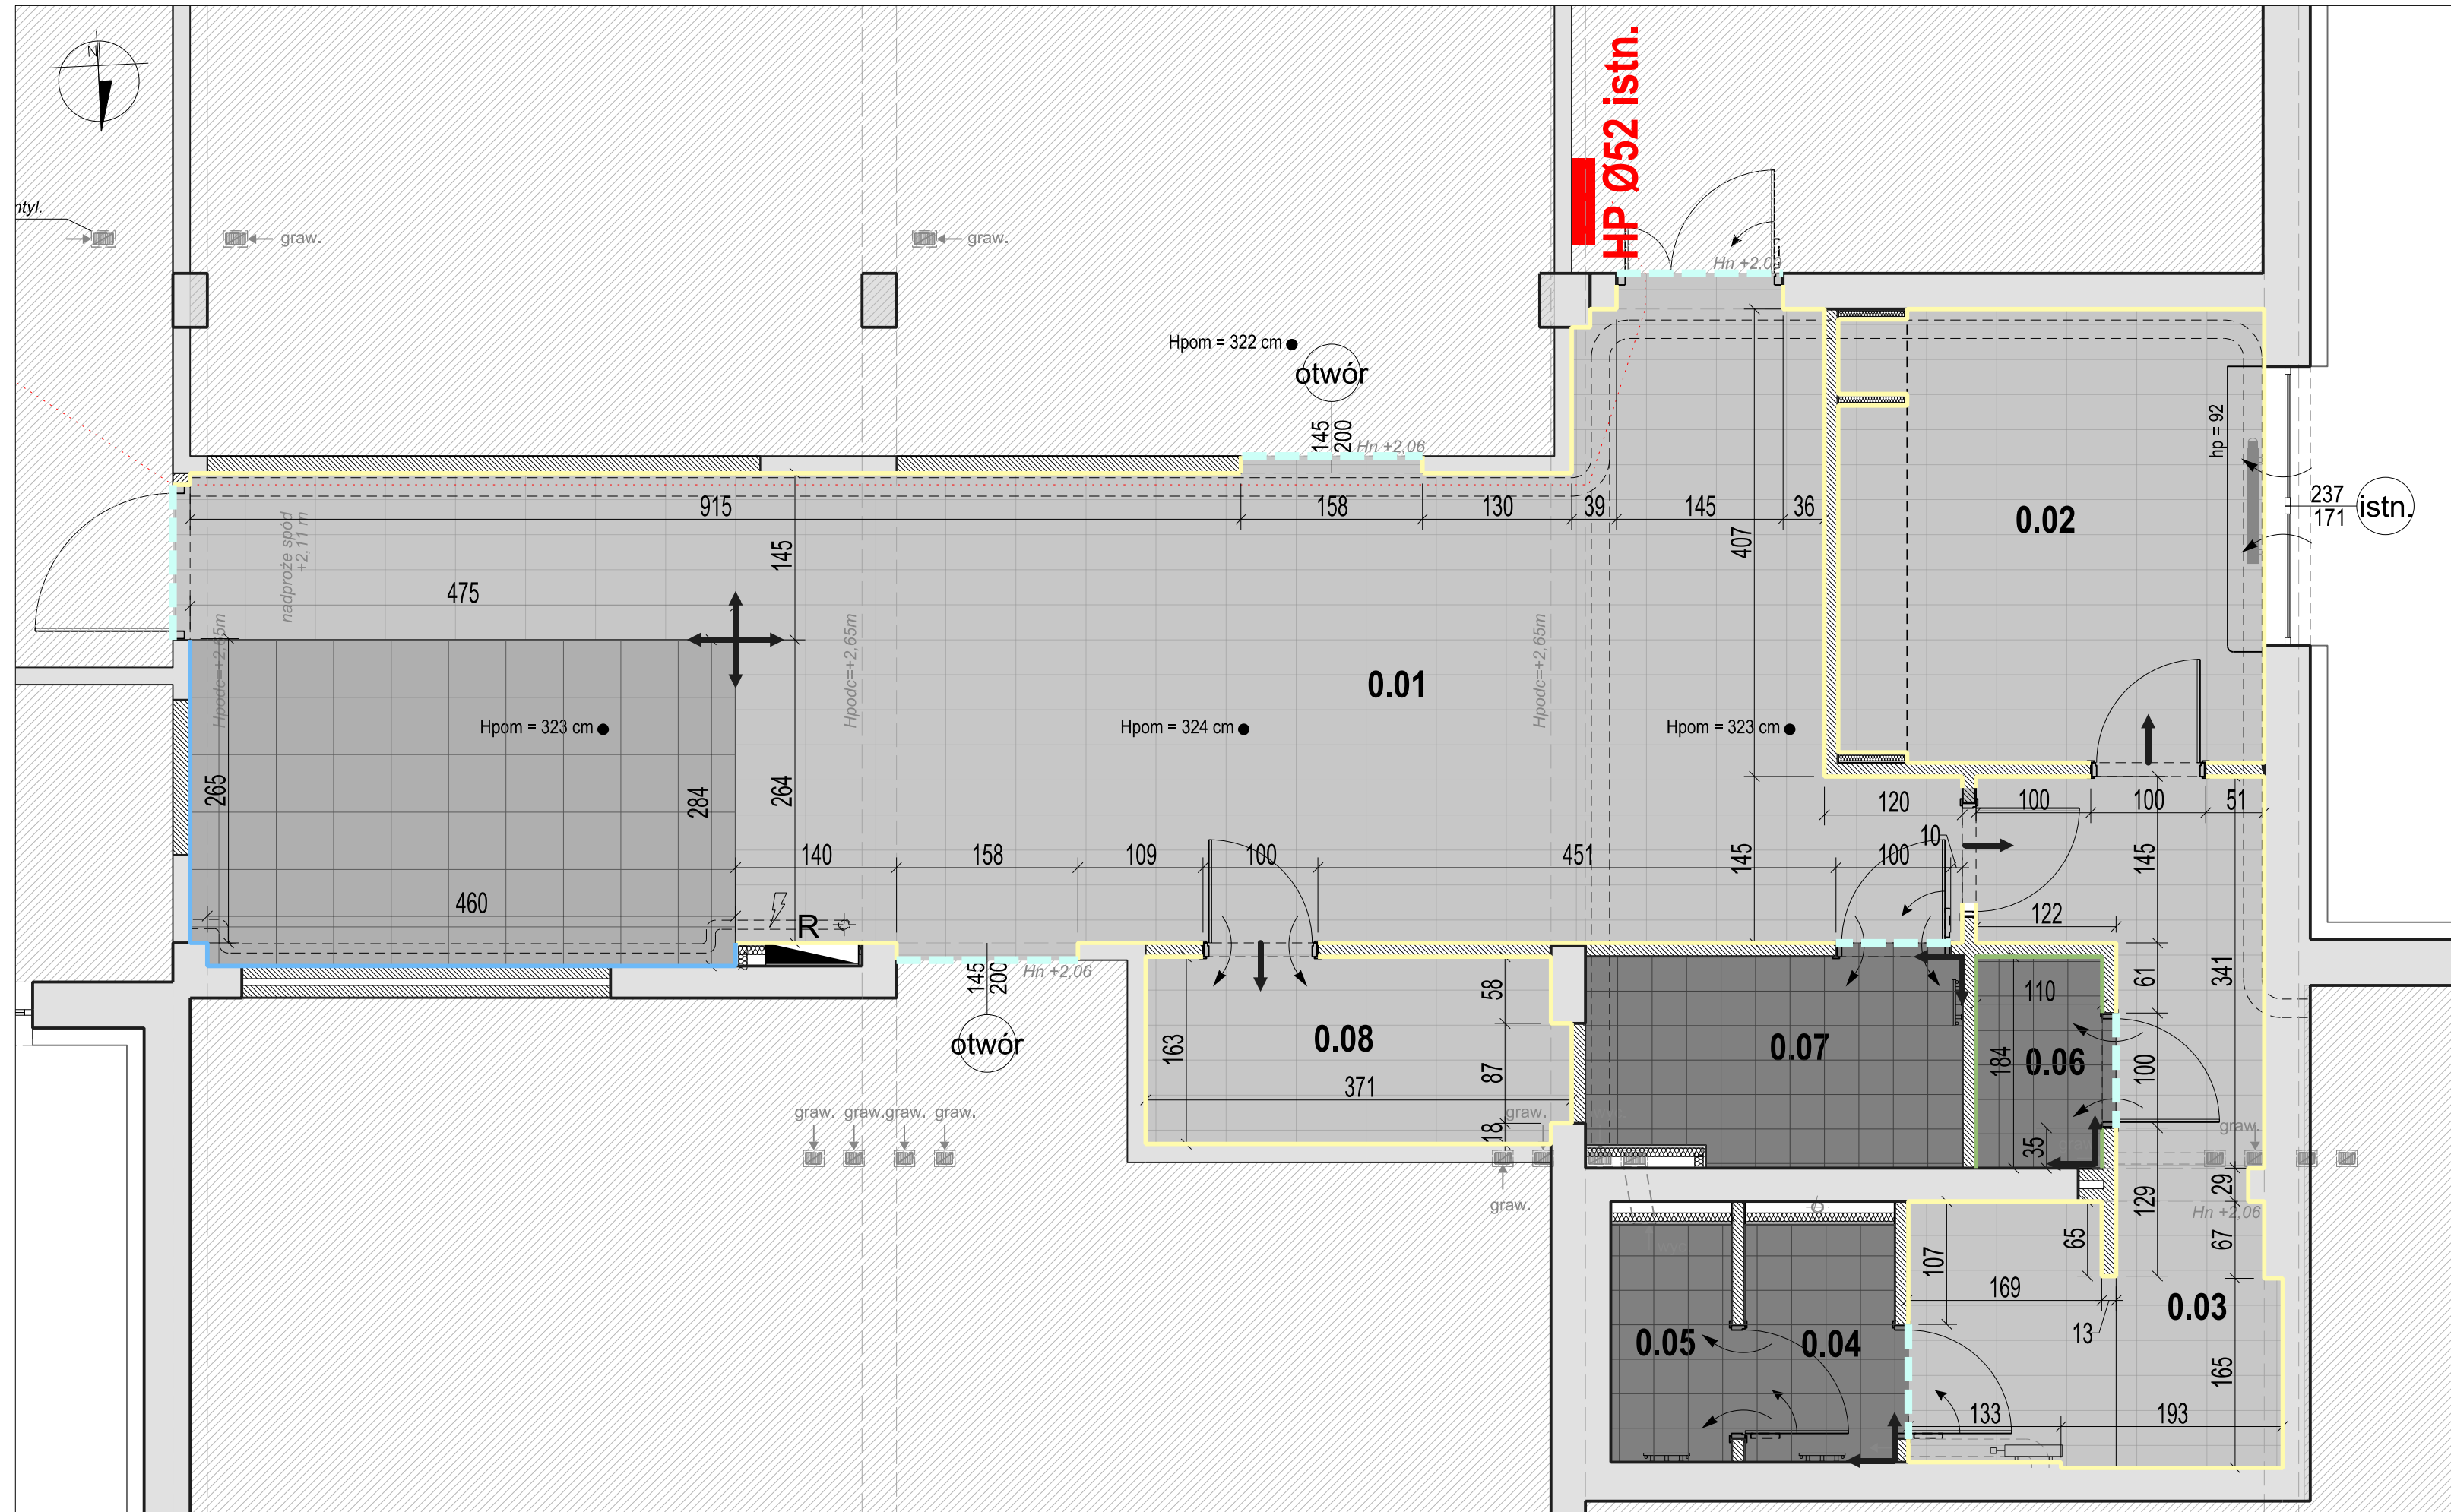 N
HP Ø52 istn.
ntyl.
graw.
graw.
Hn +2.09
Hpom = 322 cm
otwór
145
200
Hn +2,06
hp = 92
237
171
istn.
915
158
130
39
145
36
0.02
nadproże spód
+2,11 m
145
407
475
Hpodc=+2,65m
Hpodc=+2,65m
Hpodc=+2,65m
0.01
Hpom = 323 cm
Hpom = 324 cm
Hpom = 323 cm
265
284
264
120
100
100
51
10
140
158
109
100
451
145
100
145
460
R
122
145
200
Hn +2,06
otwór
58
110
61
341
163
0.08
87
371
18
0.07
184
0.06
100
35
graw.
graw.
graw.
graw.
graw.
graw.
graw.
129
29
Hn +2,06
65
67
107
169
0.03
13
0.05
0.04
165
133
193